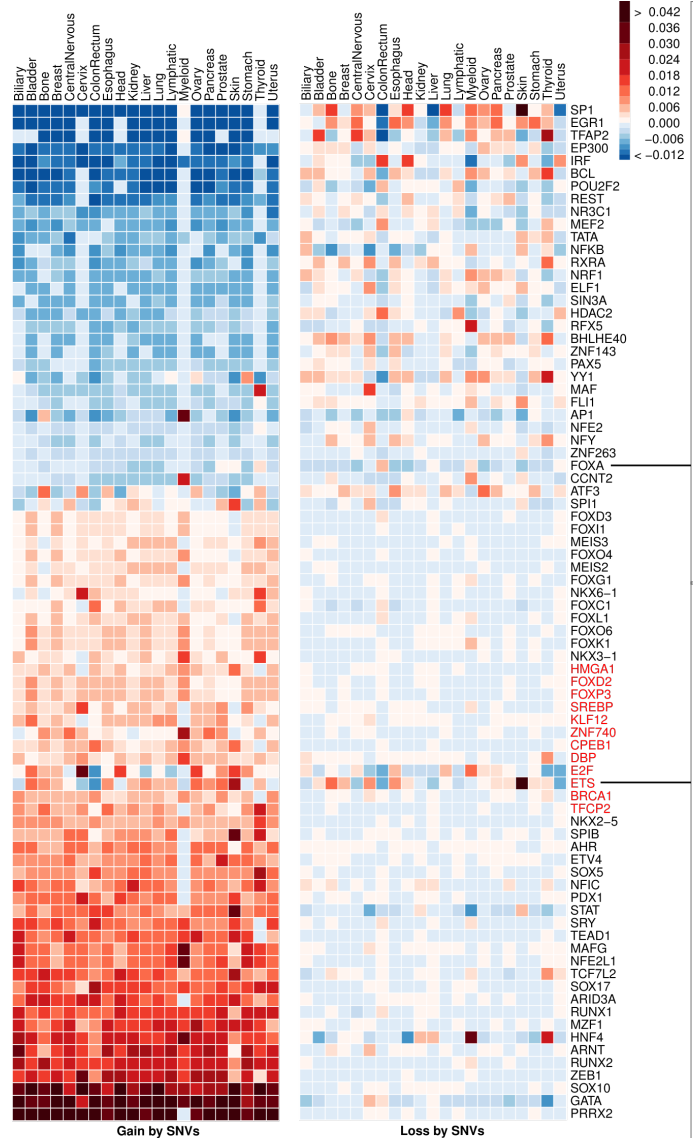 Biliary
Bladder
Bone
Breast
CentralNervous
Cervix
ColonRectum
Esophagus
Head
Kidney
Liver
Lung
Lymphatic
Myeloid
Ovary
Pancreas
Prostate
Skin
Stomach
Thyroid
Uterus
Biliary
Bladder
Bone
Breast
CentralNervous
Cervix
ColonRectum
Esophagus
Head
Kidney
Liver
Lung
Lymphatic
Myeloid
Ovary
Pancreas
Prostate
Skin
Stomach
Thyroid
Uterus
> 0.042
0.036
0.030
0.024
0.018
0.012
0.006
−0.006
< −0.012
SP1
EGR1
TFAP2
EP300
IRF
BCL
POU2F2
REST
NR3C1
MEF2
TATA
NFKB
RXRA
NRF1
ELF1
SIN3A
HDAC2
RFX5
BHLHE40
ZNF143
PAX5
YY1
MAF
FLI1
AP1
NFE2
NFY
ZNF263
FOXA
CCNT2
ATF3
SPI1
FOXD3
FOXI1
MEIS3
FOXO4
MEIS2
FOXG1
NKX6−1
FOXC1
FOXL1
FOXO6
FOXK1
NKX3−1
HMGA1
FOXD2
FOXP3
SREBP
KLF12
ZNF740
CPEB1
DBP
E2F
ETS
BRCA1
TFCP2
NKX2−5
SPIB
AHR
ETV4
SOX5
NFIC
PDX1
STAT
SRY
TEAD1
MAFG
NFE2L1
TCF7L2
SOX17
ARID3A
RUNX1
MZF1
HNF4
ARNT
RUNX2
ZEB1
SOX10
GATA
PRRX2
Gain by SNVs
Loss by SNVs